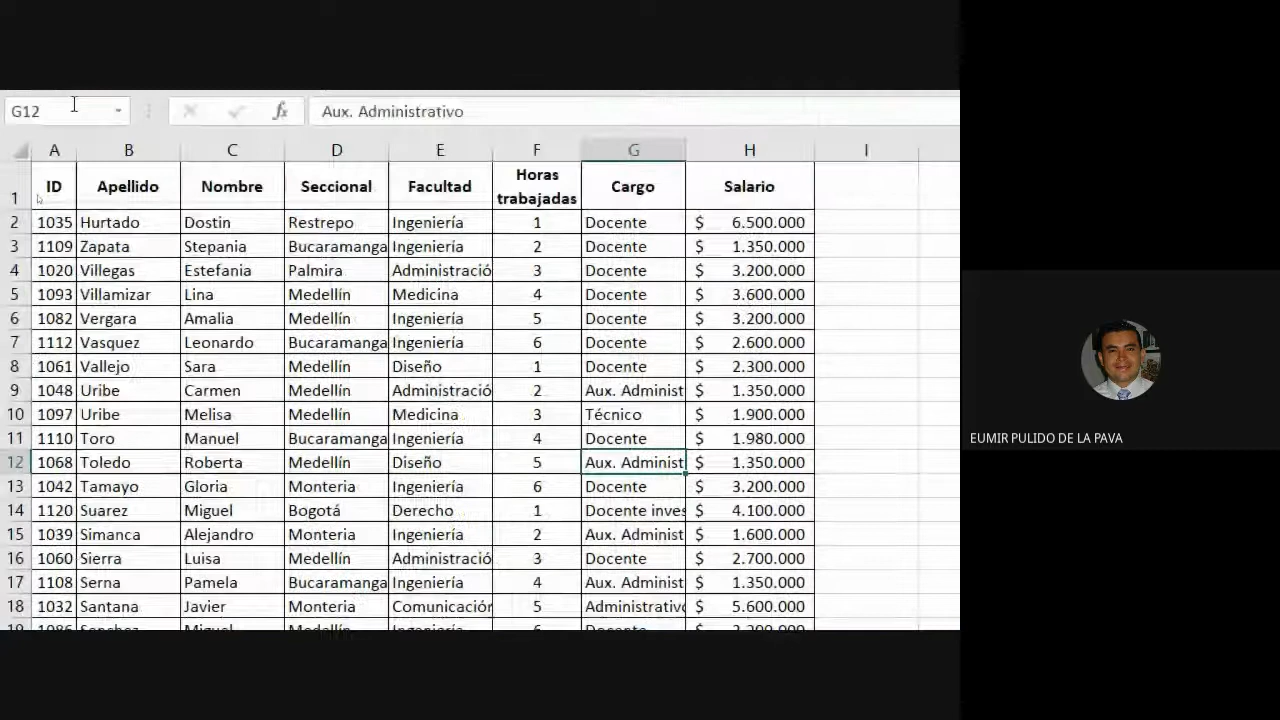 G12 fx Aux. Administrativo
A B C D E F G H I
1 ID Apellido Nombre Seccional Facultad Horas trabajadas Cargo Salario
2 1035 Hurtado Dostin Restrepo Ingeniería 1 Docente $ 6.500.000
3 1109 Zapata Stepania Bucaramanga Ingeniería 2 Docente $ 1.350.000
4 1020 Villegas Estefania Palmira Administració 3 Docente $ 3.200.000
5 1093 Villamizar Lina Medellín Medicina 4 Docente $ 3.600.000
6 1082 Vergara Amalia Medellín Ingeniería 5 Docente $ 3.200.000
7 1112 Vasquez Leonardo Bucaramanga Ingeniería 6 Docente $ 2.600.000
8 1061 Vallejo Sara Medellín Diseño 1 Docente $ 2.300.000
9 1048 Uribe Carmen Medellín Administració 2 Aux. Administ $ 1.350.000
10 1097 Uribe Melisa Medellín Medicina 3 Técnico $ 1.900.000
11 1110 Toro Manuel Bucaramanga Ingeniería 4 Docente $ 1.980.000
12 1068 Toledo Roberta Medellín Diseño 5 Aux. Administ $ 1.350.000
13 1042 Tamayo Gloria Monteria Ingeniería 6 Docente $ 3.200.000
14 1120 Suarez Miguel Bogotá Derecho 1 Docente inves $ 4.100.000
15 1039 Simanca Alejandro Monteria Ingeniería 2 Aux. Administ $ 1.600.000
16 1060 Sierra Luisa Medellín Administració 3 Docente $ 2.700.000
17 1108 Serna Pamela Bucaramanga Ingeniería 4 Aux. Administ $ 1.350.000
18 1032 Santana Javier Monteria Comunicación 5 Administrativo $ 5.600.000
EUMIR PULIDO DE LA PAVA